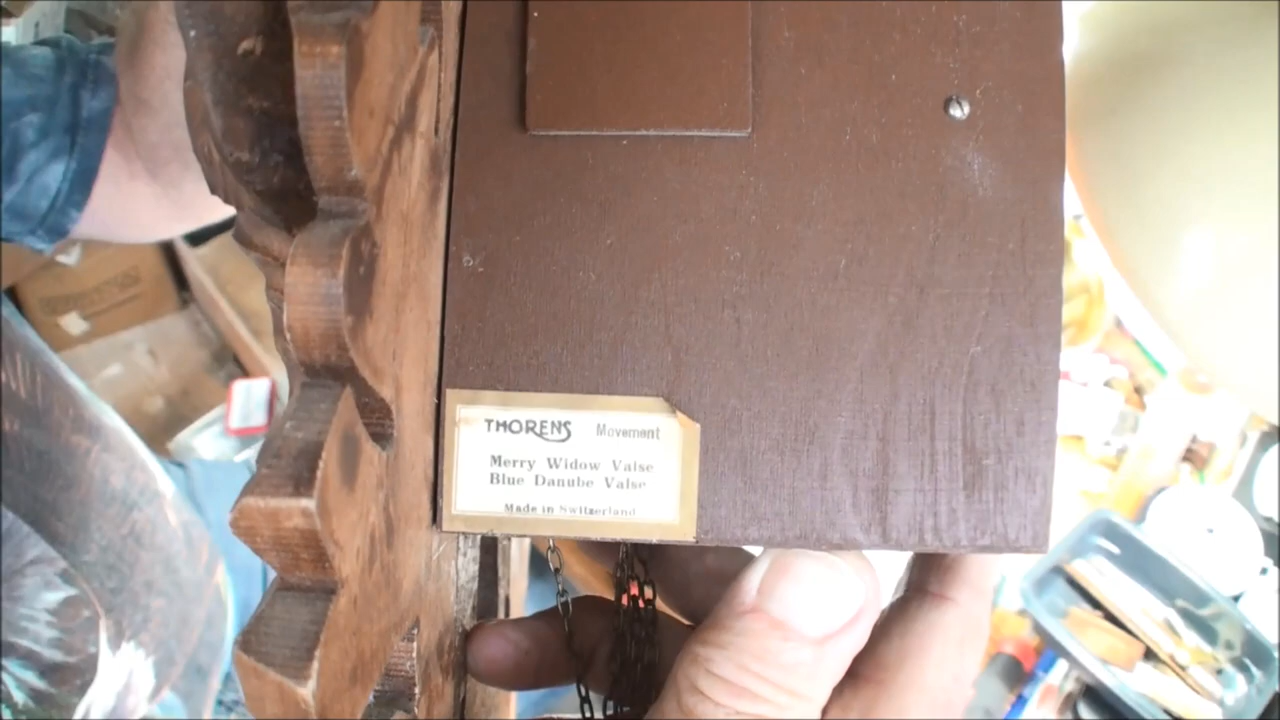 THORENS Movement
Merry Widow Valse
Blue Danube Valse
Made in Switzerland